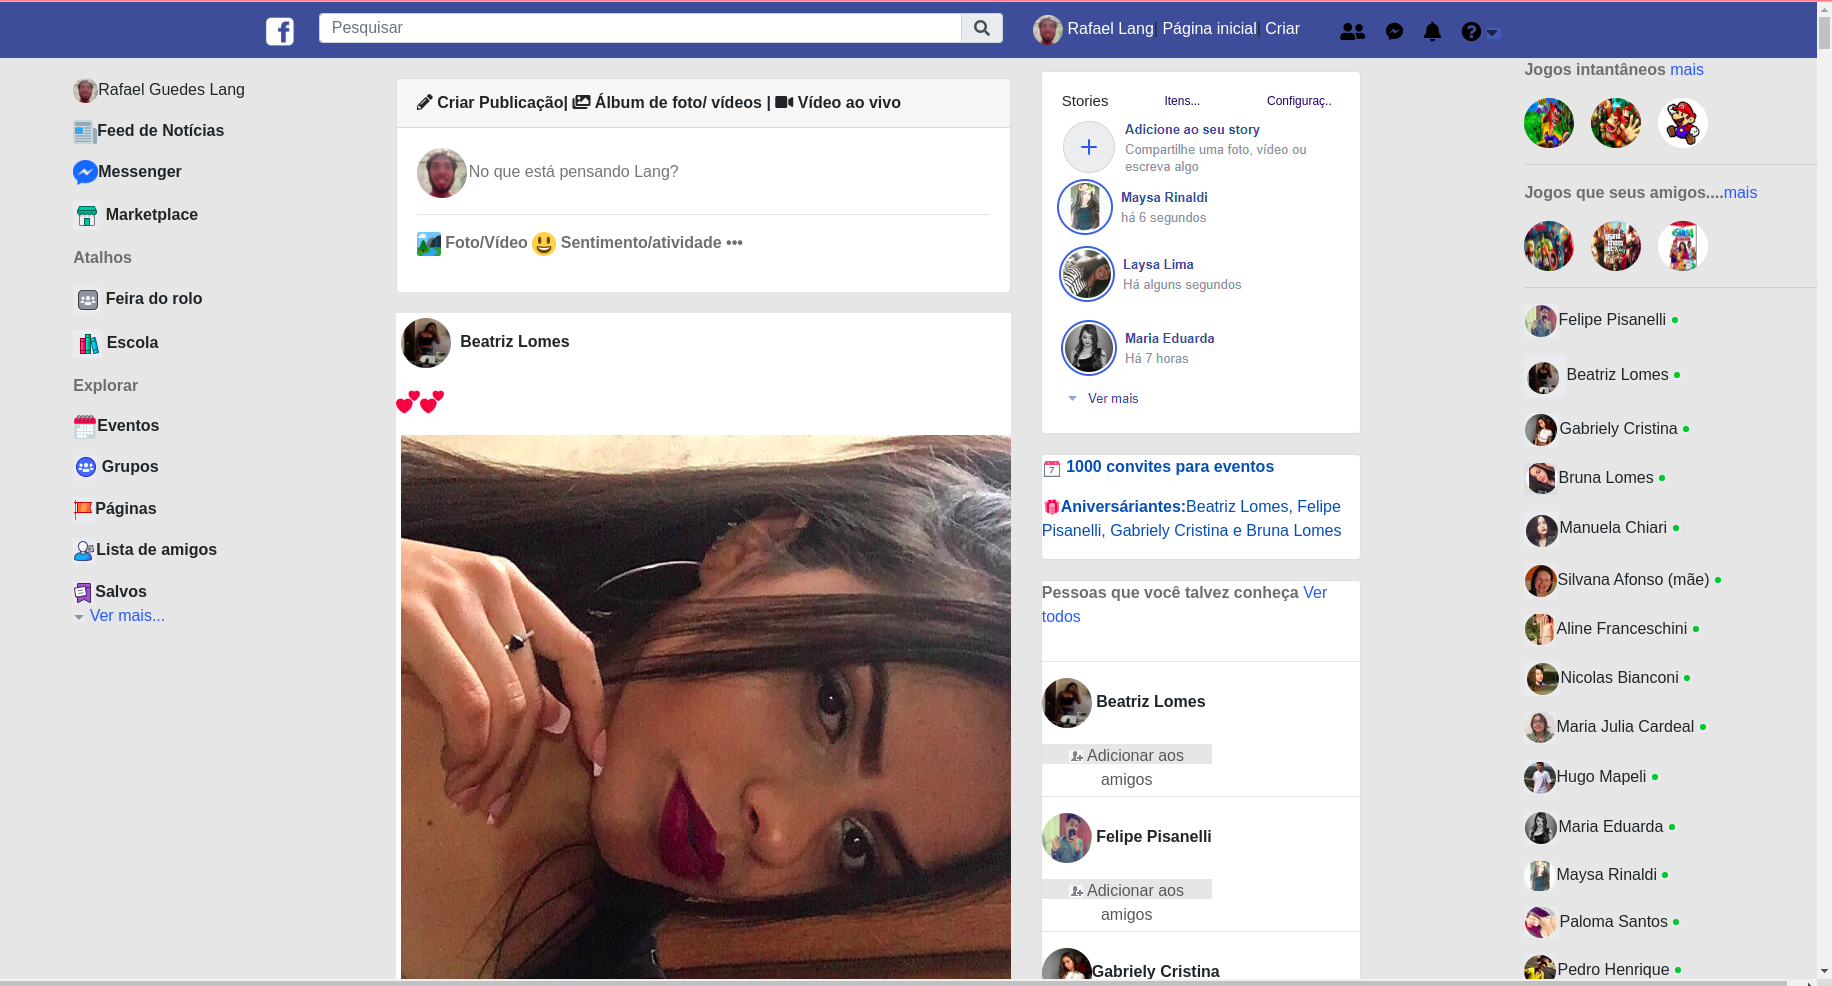 Pesquisar
Rafael Lang| Página inicial| Criar
Rafael Guedes Lang
Feed de Notícias
Messenger
Marketplace
Atalhos
Feira do rolo
Escola
Explorar
Eventos
Grupos
Páginas
Lista de amigos
Salvos
Ver mais...
Criar Publicação| Álbum de foto/ vídeos | Vídeo ao vivo
No que está pensando Lang?
Foto/Vídeo Sentimento/atividade •••
Beatriz Lomes
Stories Itens... Configuraç..
Adicione ao seu story
Compartilhe uma foto, vídeo ou
escreva algo
Maysa Rinaldi
há 6 segundos
Laysa Lima
Há alguns segundos
Maria Eduarda
Há 7 horas
Ver mais
7 1000 convites para eventos
Aniversáriantes:Beatriz Lomes, Felipe
Pisanelli, Gabriely Cristina e Bruna Lomes
Pessoas que você talvez conheça Ver
todos
Beatriz Lomes
Adicionar aos
amigos
Felipe Pisanelli
Adicionar aos
amigos
Gabriely Cristina
Jogos intantâneos mais
Jogos que seus amigos....mais
Felipe Pisanelli
Beatriz Lomes
Gabriely Cristina
Bruna Lomes
Manuela Chiari
Silvana Afonso (mãe)
Aline Franceschini
Nicolas Bianconi
Maria Julia Cardeal
Hugo Mapeli
Maria Eduarda
Maysa Rinaldi
Paloma Santos
Pedro Henrique